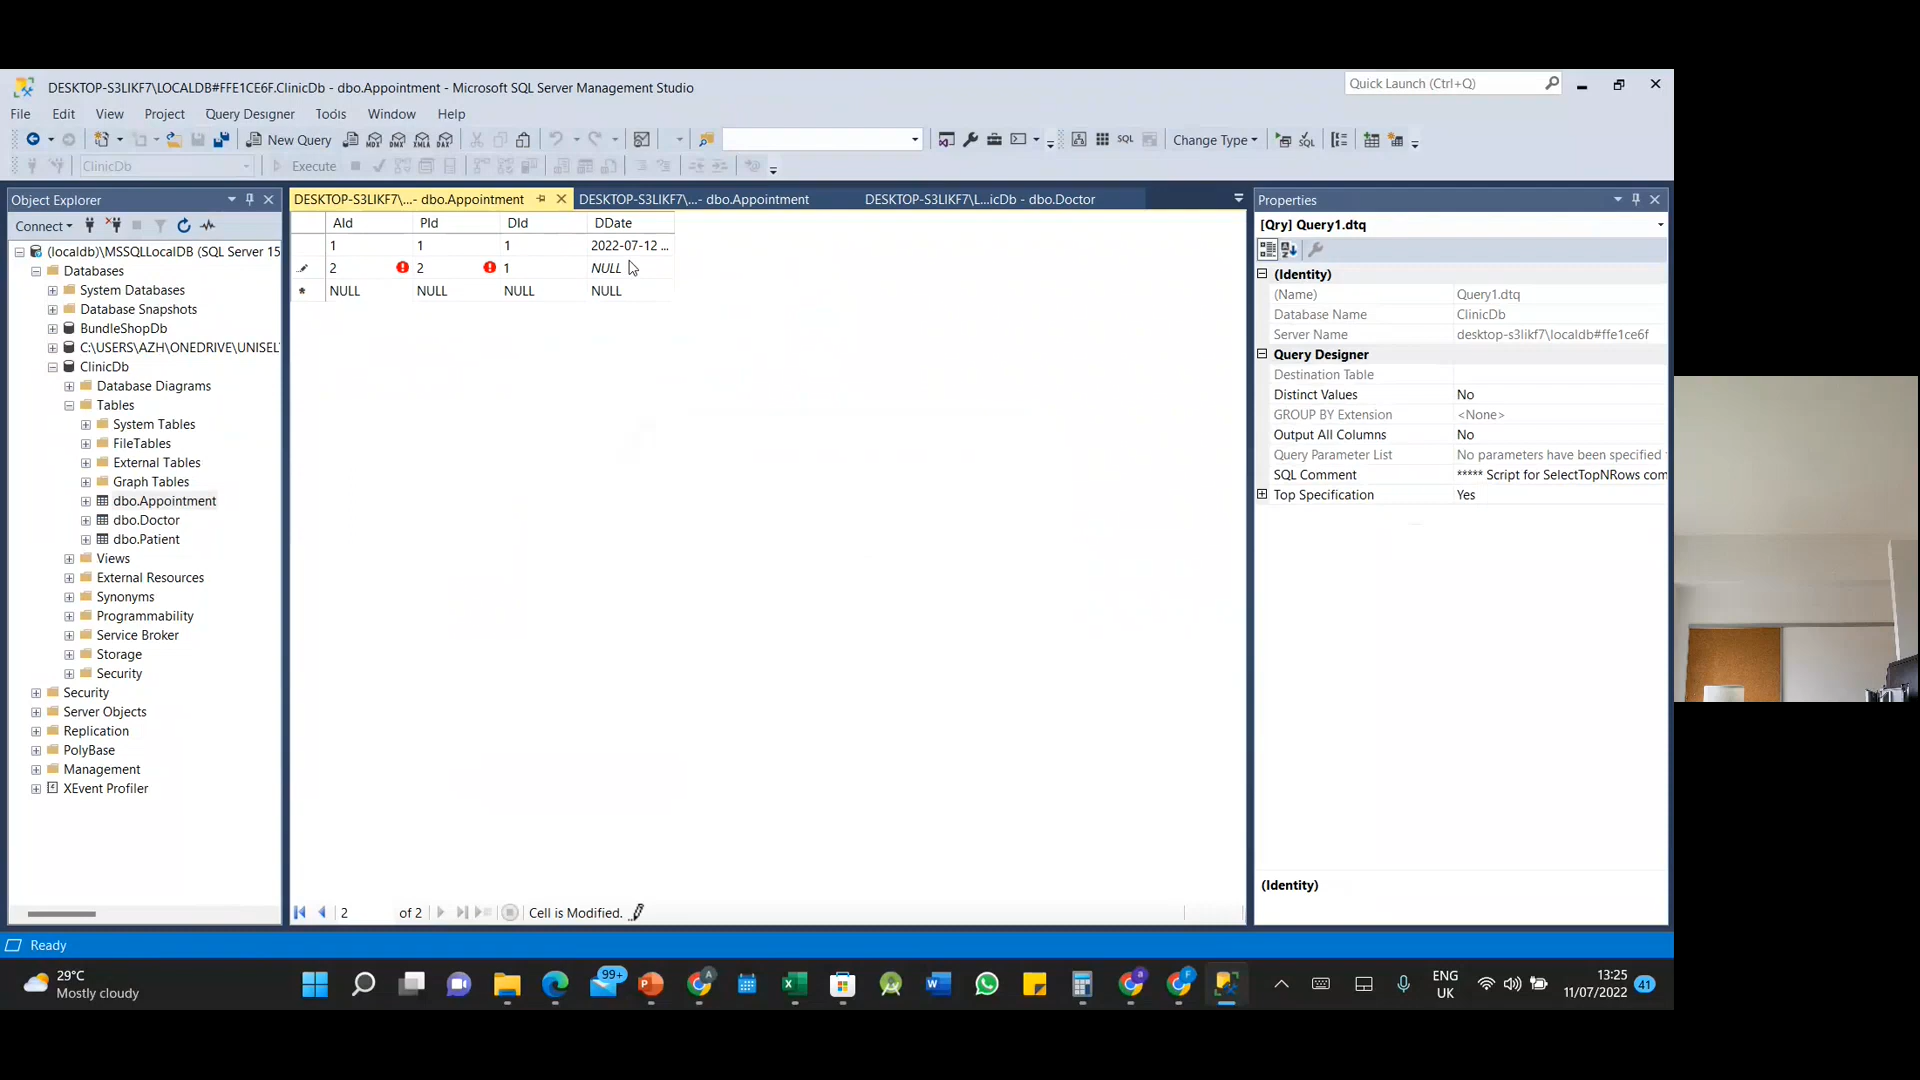 DESKTOP-S3LIKF7\LOCALDB#FFE1CE6F.ClinicDb - dbo.Appointment - Microsoft SQL Server Management Studio
Quick Launch (Ctrl+Q)
File Edit View Project Query Designer Tools Window Help
New Query MDX DMX XMLA DAX SQL Change Type SQL
ClinicDb Execute
Object Explorer
Connect
(localdb)\MSSQLLocalDB (SQL Server 15
Databases
System Databases
Database Snapshots
BundleShopDb
C:\USERS\AZH\ONEDRIVE\UNISEL
ClinicDb
Database Diagrams
Tables
System Tables
FileTables
External Tables
Graph Tables
dbo.Appointment
dbo.Doctor
dbo.Patient
Views
External Resources
Synonyms
Programmability
Service Broker
Storage
Security
Security
Server Objects
Replication
PolyBase
Management
XEvent Profiler
DESKTOP-S3LIKF7\...- dbo.Appointment DESKTOP-S3LIKF7\...- dbo.Appointment DESKTOP-S3LIKF7\L...icDb - dbo.Doctor
AId PId DId DDate
1 1 1 2022-07-12 ...
2 2 1 NULL
* NULL NULL NULL NULL
2 of 2 Cell is Modified.
Properties
[Qry] Query1.dtq
(Identity)
(Name) Query1.dtq
Database Name ClinicDb
Server Name desktop-s3likf7\localdb#ffe1ce6f
Query Designer
Destination Table
Distinct Values No
GROUP BY Extension <None>
Output All Columns No
Query Parameter List No parameters have been specified
SQL Comment ***** Script for SelectTopNRows com
Top Specification Yes
(Identity)
Ready
29°C
Mostly cloudy
99+
ENG
UK
13:25
11/07/2022
41